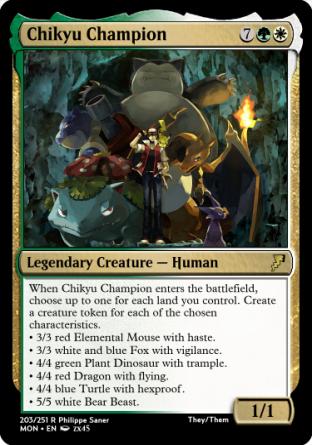 Chikyu Champion 7
Legendary Creature — Human
When Chikyu Champion enters the battlefield,
choose up to one for each land you control. Create
a creature token for each of the chosen
characteristics.
• 3/3 red Elemental Mouse with haste.
• 3/3 white and blue Fox with vigilance.
• 4/4 green Plant Dinosaur with trample.
• 4/4 red Dragon with flying.
• 4/4 blue Turtle with hexproof.
• 5/5 white Bear Beast.
1/1
203/251 R Philippe Saner They/Them
MON • EN ZX45